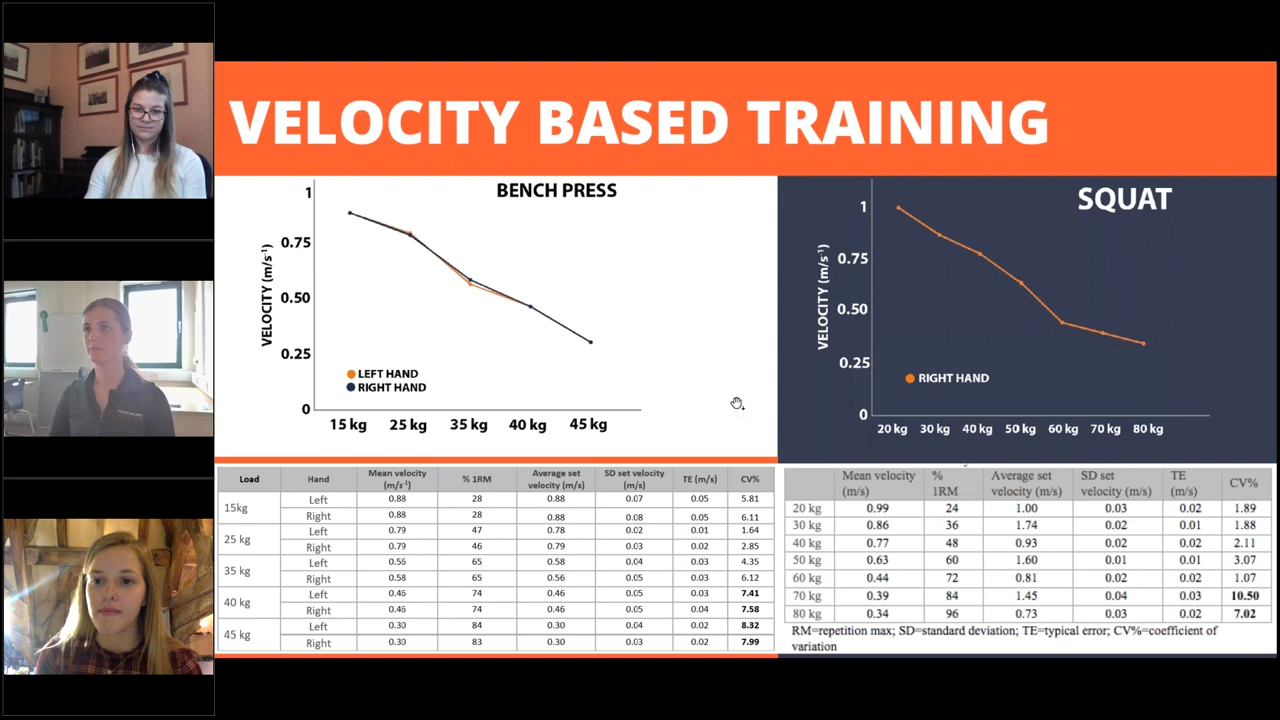 VELOCITY BASED TRAINING
BENCH PRESS
VELOCITY (m/s⁻¹)
1
0.75
0.50
0.25
0
LEFT HAND
RIGHT HAND
15 kg 25 kg 35 kg 40 kg 45 kg
SQUAT
VELOCITY (m/s⁻¹)
1
0.75
0.50
0.25
0
RIGHT HAND
20 kg 30 kg 40 kg 50 kg 60 kg 70 kg 80 kg
Load Hand Mean velocity (m/s⁻¹) % 1RM Average set velocity (m/s) SD set velocity (m/s) TE (m/s) CV%
15kg Left 0.88 28 0.88 0.07 0.05 5.81
Right 0.88 28 0.88 0.08 0.05 6.11
25 kg Left 0.79 47 0.78 0.02 0.01 1.64
Right 0.79 46 0.79 0.03 0.02 2.85
35 kg Left 0.56 65 0.58 0.04 0.03 4.35
Right 0.58 65 0.56 0.05 0.03 6.12
40 kg Left 0.46 74 0.46 0.05 0.03 7.41
Right 0.46 74 0.46 0.05 0.04 7.58
45 kg Left 0.30 84 0.30 0.04 0.02 8.32
Right 0.30 83 0.30 0.03 0.02 7.99
Mean velocity (m/s) % 1RM Average set velocity (m/s) SD set velocity (m/s) TE (m/s) CV%
20 kg 0.99 24 1.00 0.03 0.02 1.89
30 kg 0.86 36 1.74 0.02 0.01 1.88
40 kg 0.77 48 0.93 0.02 0.02 2.11
50 kg 0.63 60 1.60 0.01 0.01 3.07
60 kg 0.44 72 0.81 0.02 0.02 1.07
70 kg 0.39 84 1.45 0.04 0.03 10.50
80 kg 0.34 96 0.73 0.03 0.02 7.02
RM=repetition max; SD=standard deviation; TE=typical error; CV%=coefficient of
variation